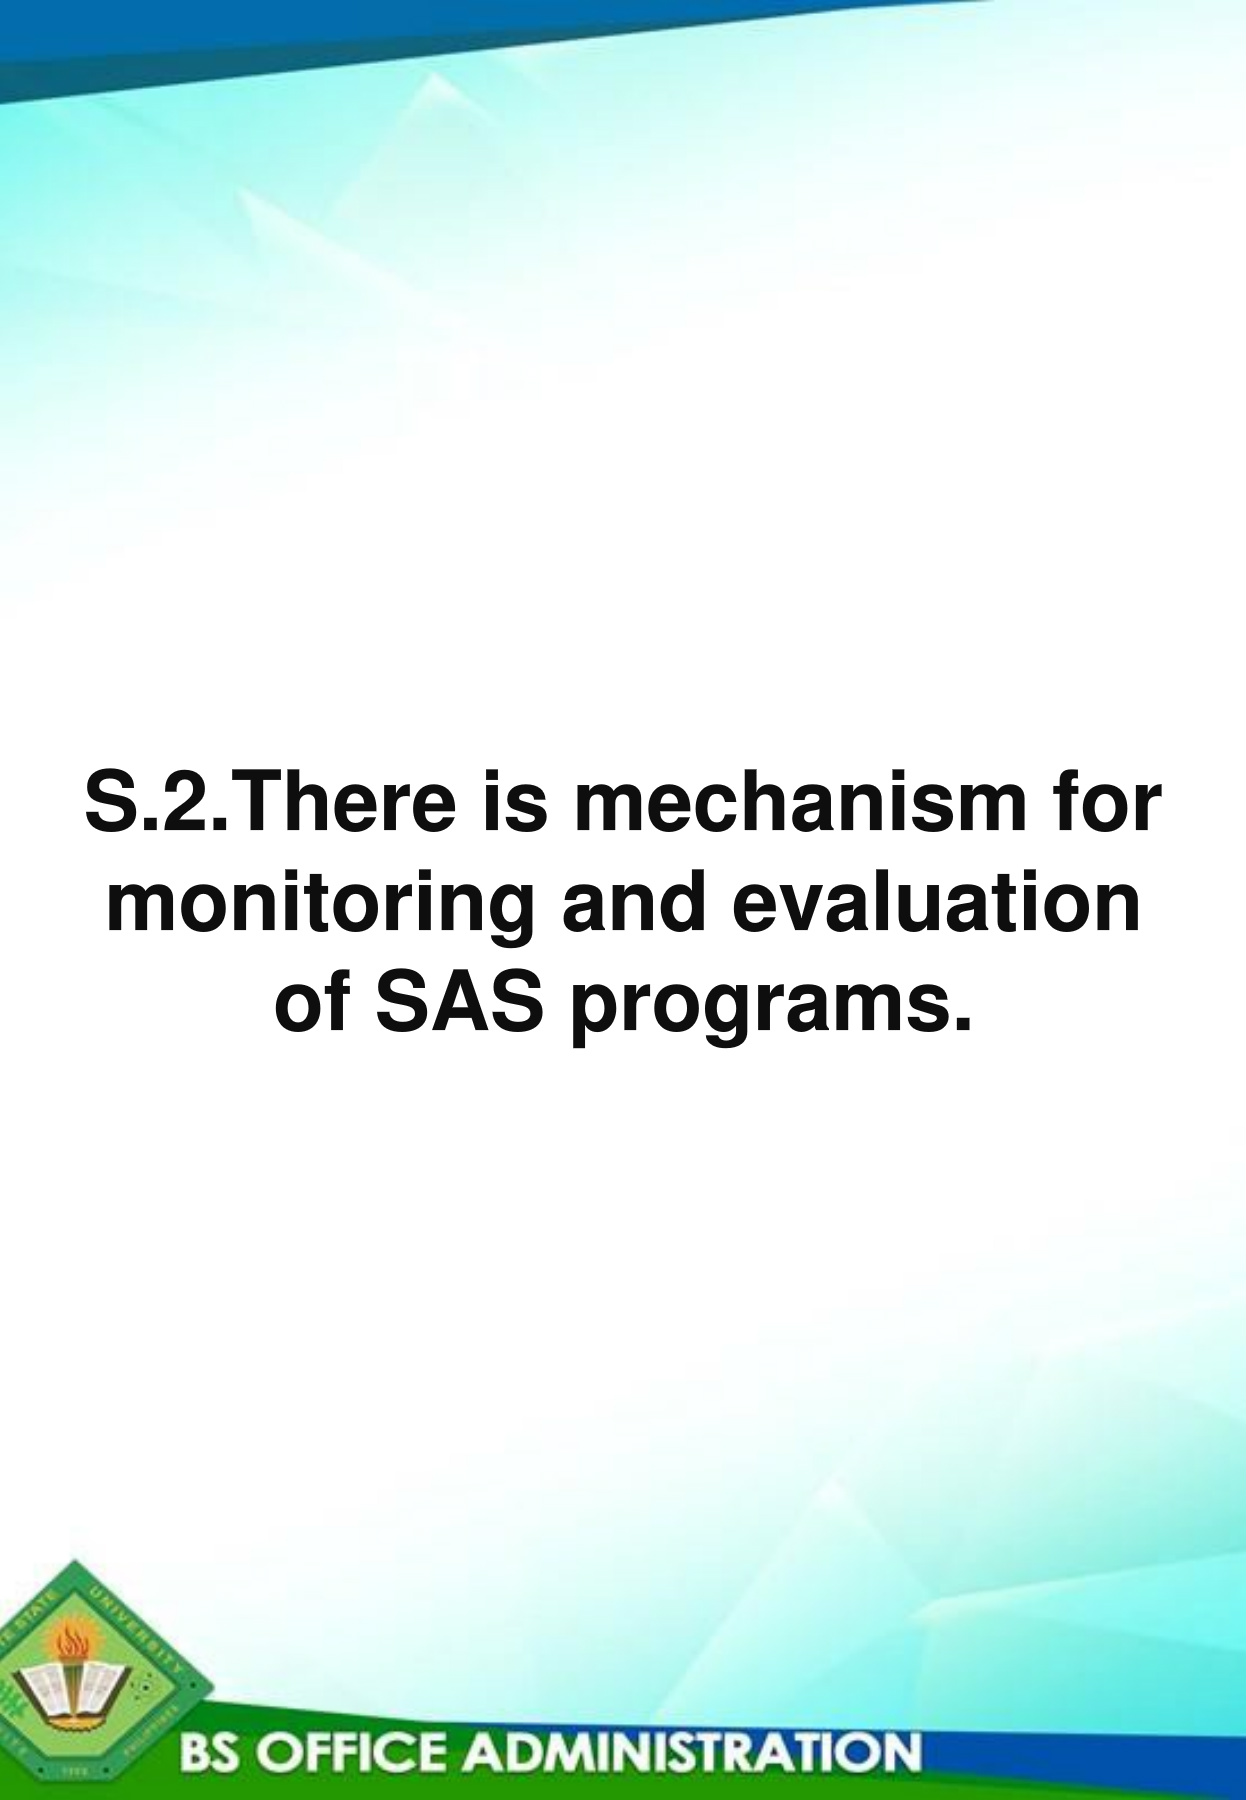 S.2.There is mechanism for
monitoring and evaluation
of SAS programs.
STATE UNIVERSITY
PHILIPPINES
BS OFFICE ADMINISTRATION